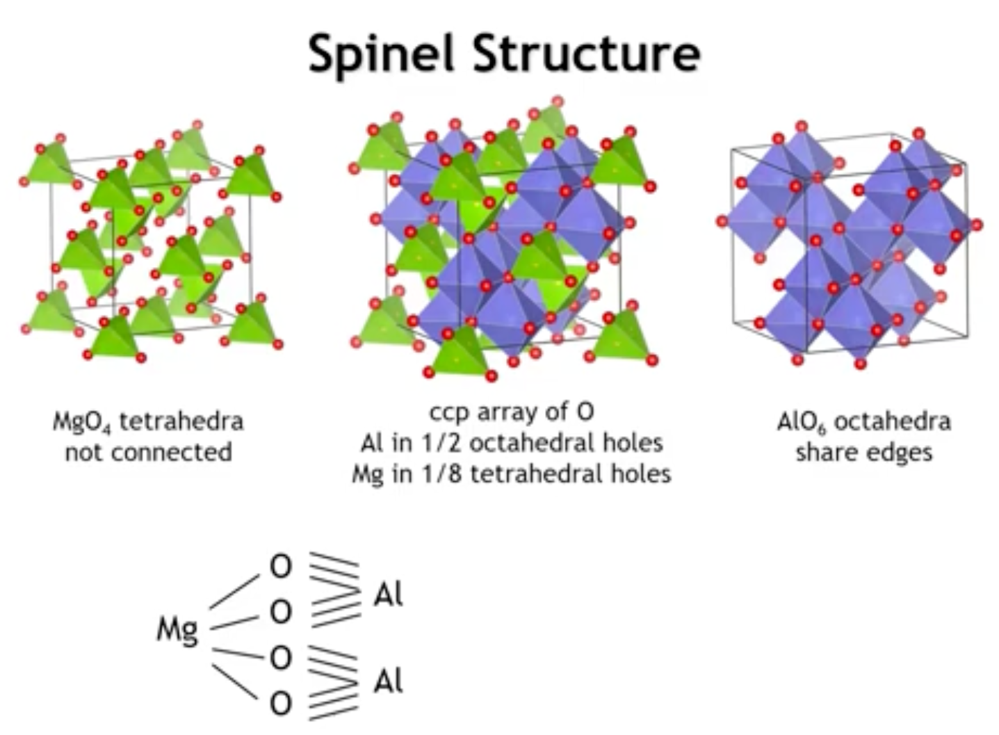 Spinel Structure
MgO₄ tetrahedra
not connected
ccp array of O
Al in 1/2 octahedral holes
Mg in 1/8 tetrahedral holes
AlO₆ octahedra
share edges
O
Al
O
Mg
O
Al
O